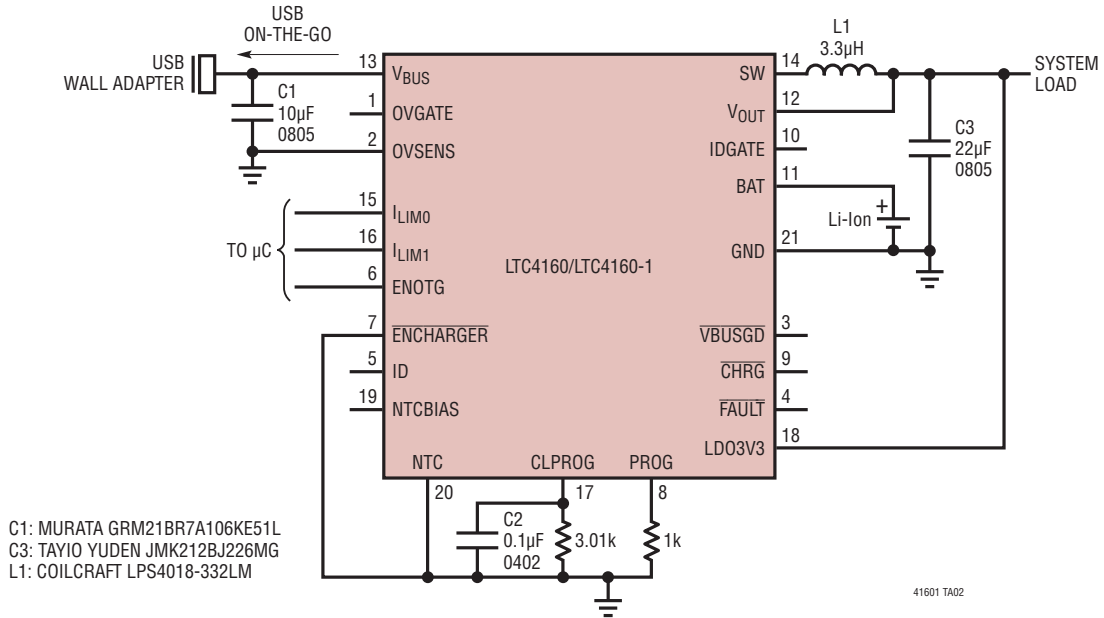 USB
ON-THE-GO
USB
WALL ADAPTER
C1
10µF
0805
TO µC
13
VBUS
1
OVGATE
2
OVSENS
15
ILIM0
16
ILIM1
6
ENOTG
7
ENCHARGER
5
ID
19
NTCBIAS
LTC4160/LTC4160-1
L1
3.3µH
14
SW
SYSTEM
LOAD
12
VOUT
10
IDGATE
C3
22µF
0805
11
BAT
Li-Ion
+
21
GND
3
VBUSGD
9
CHRG
4
FAULT
18
LDO3V3
NTC
CLPROG
PROG
20
17
8
C2
0.1µF
0402
3.01k
1k
C1: MURATA GRM21BR7A106KE51L
C3: TAYIO YUDEN JMK212BJ226MG
L1: COILCRAFT LPS4018-332LM
41601 TA02